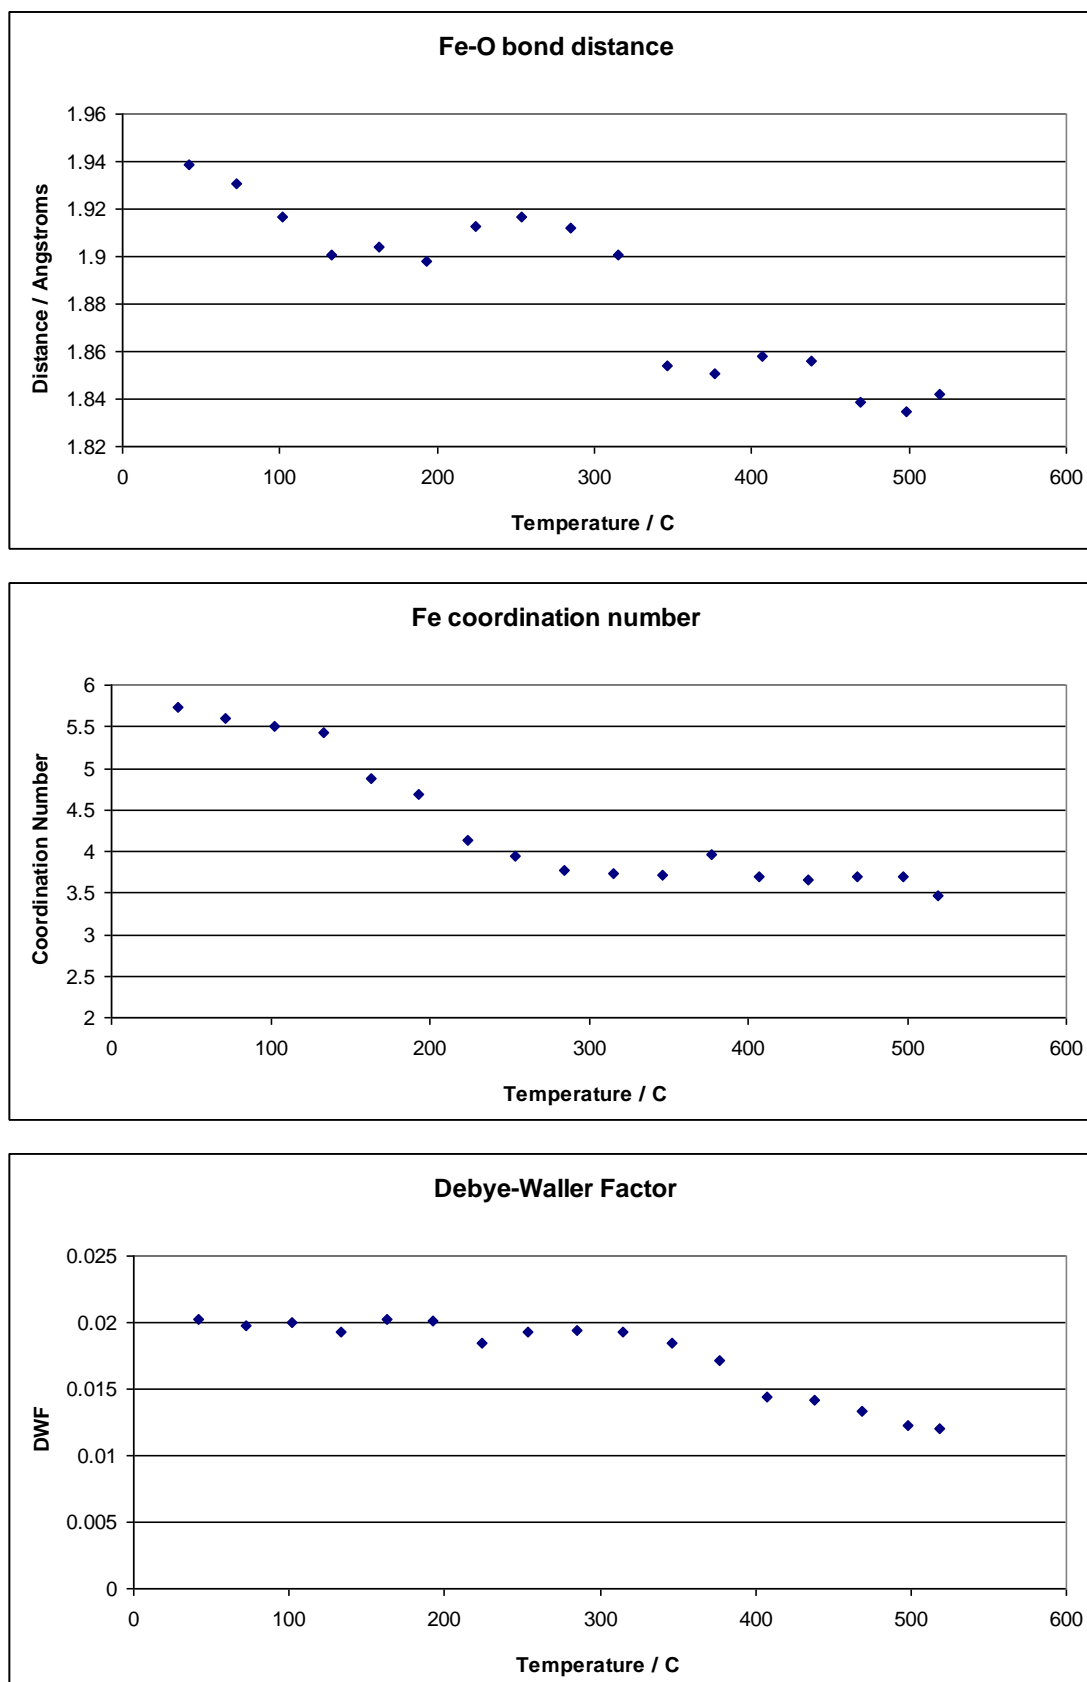 Fe-O bond distance
1.96
1.94
1.92
1.9
1.88
1.86
1.84
1.82
Distance / Angstroms
0 100 200 300 400 500 600
Temperature / C
Fe coordination number
6
5.5
5
4.5
4
3.5
3
2.5
2
Coordination Number
0 100 200 300 400 500 600
Temperature / C
Debye-Waller Factor
0.025
0.02
0.015
0.01
0.005
0
DWF
0 100 200 300 400 500 600
Temperature / C